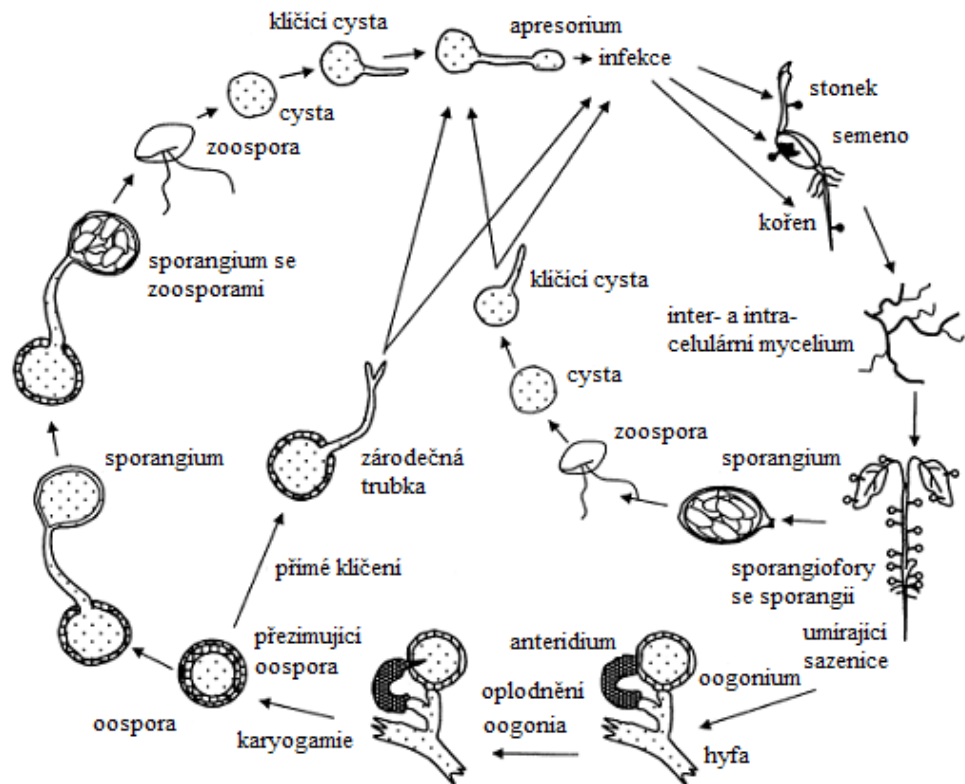 klíčící cysta
apresorium
infekce
cysta
stonek
zoospora
semeno
kořen
sporangium se
zoosporami
klíčící cysta
inter- a intra-
celulární mycelium
cysta
zoospora
sporangium
zárodečná
trubka
sporangium
přímé klíčení
sporangiofory
se sporangii
přezimující
oospora
anteridium
umírající
sazenice
oogonium
oplodnění
oogonia
oospora
karyogamie
hyfa